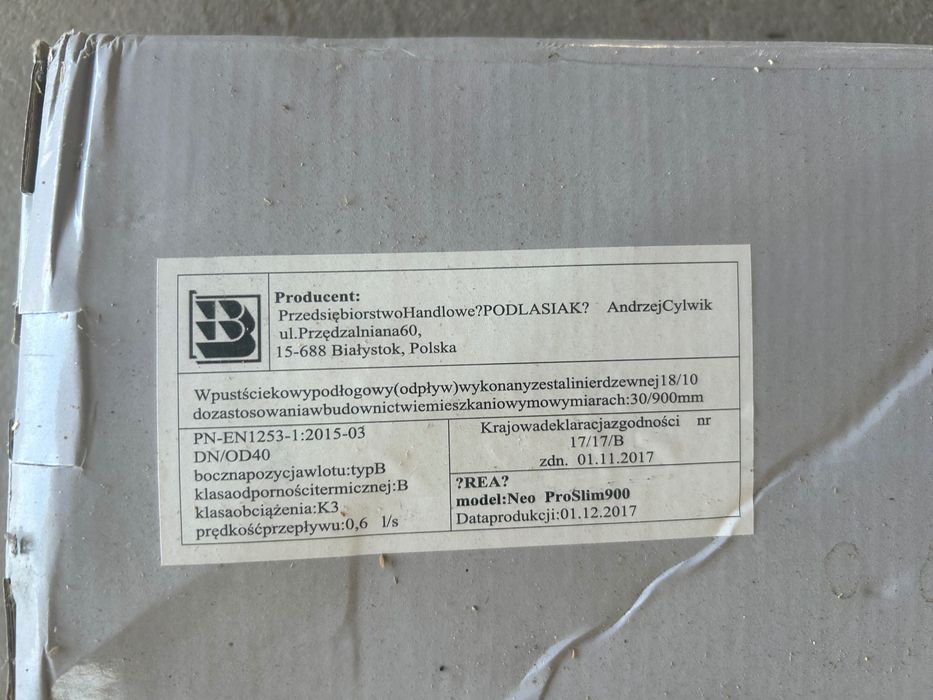 B
Producent:
PrzedsiębiorstwoHandlowe?PODLASIAK? AndrzejCylwik
ul.Przędzalniana60,
15-688 Białystok, Polska
Wpustściekowypodłogowy(odpływ)wykonanyzestalinierdzewnej18/10
dozastosowaniawbudownictwiemieszkaniowymowymiarach:30/900mm
PN-EN1253-1:2015-03
DN/OD40
bocznapozycjawlotu:typB
klasaodpornościtermicznej:B
klasaobciążenia:K3
prędkośćprzepływu:0,6 l/s
Krajowadeklaracjazgodności nr
17/17/B
zdn. 01.11.2017
?REA?
model:Neo ProSlim900
Dataprodukcji:01.12.2017